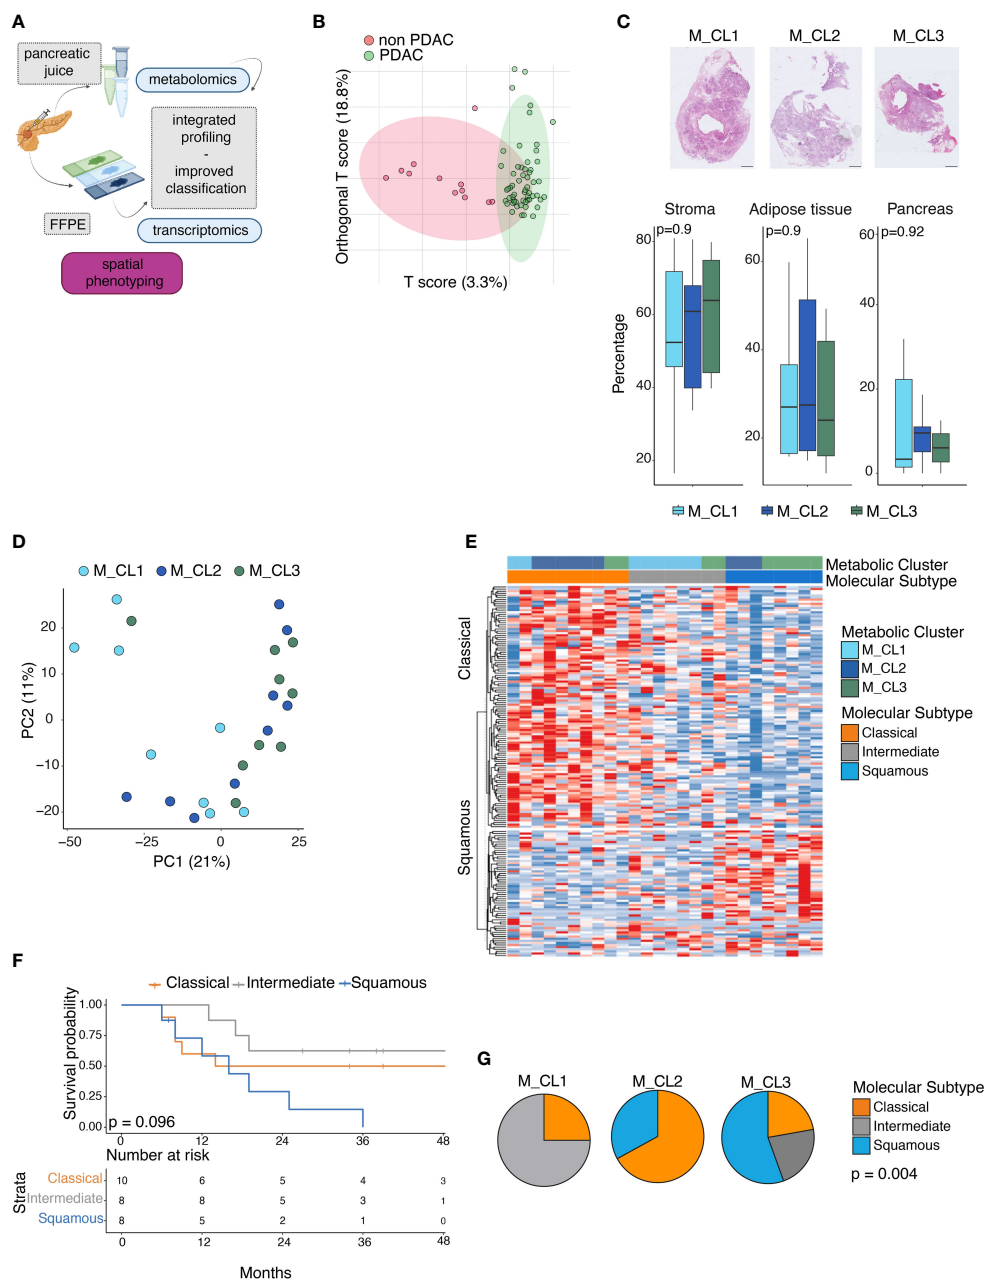 A
pancreatic
juice
metabolomics
integrated
profiling
-
improved
classification
FFPE
transcriptomics
spatial
phenotyping
B
non PDAC
PDAC
Orthogonal T score (18.8%)
T score (3.3%)
C
M_CL1 M_CL2 M_CL3
Stroma Adipose tissue Pancreas
p=0.9 p=0.9 p=0.92
Percentage
80
60
40
20
60
40
20
60
40
20
0
M_CL1 M_CL2 M_CL3
D
M_CL1 M_CL2 M_CL3
PC2 (11%)
20
10
0
−10
−20
−50 −25 0 25
PC1 (21%)
E
Metabolic Cluster
Molecular Subtype
Classical
Squamous
Metabolic Cluster
M_CL1
M_CL2
M_CL3
Molecular Subtype
Classical
Intermediate
Squamous
F
Classical Intermediate Squamous
Survival probability
1.00
0.75
0.50
0.25
0.00
p = 0.096
0 12 24 36 48
Number at risk
Strata
Classical 10 6 5 4 3
Intermediate 8 8 5 3 1
Squamous 8 5 2 1 0
0 12 24 36 48
Months
G
M_CL1 M_CL2 M_CL3
Molecular Subtype
Classical
Intermediate
Squamous
p = 0.004